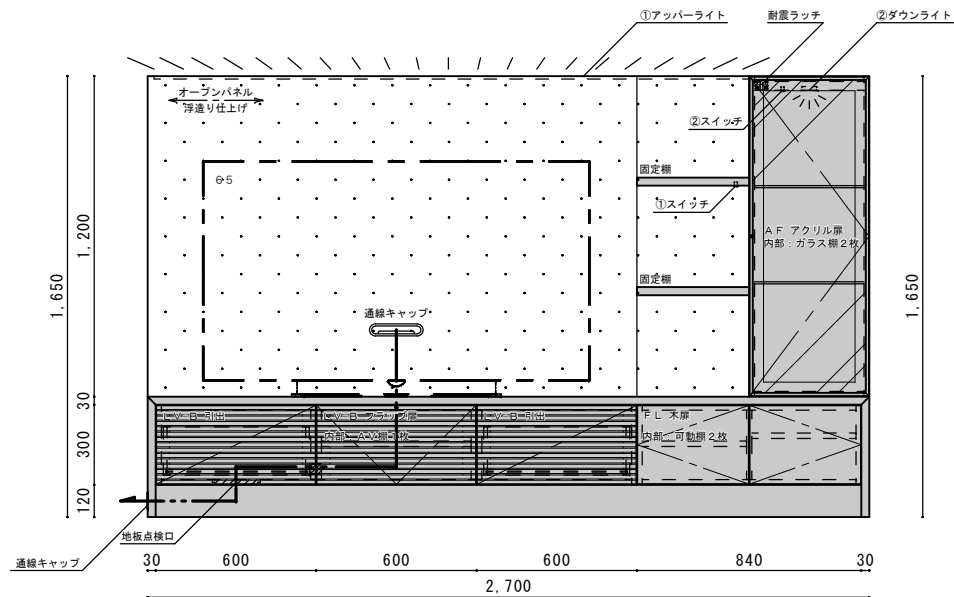 ①アッパーライト
耐震ラッチ
②ダウンライト
オープンパネル
浮造り仕上げ
②スイッチ
65
固定棚
①スイッチ
AF アクリル扉
内部：ガラス棚2枚
固定棚
通線キャップ
1,200
1,650
1,650
30
300
120
LV-B 引出
LV-B フラップ扉
内部：AV棚1枚
LV-B 引出
FL 木扉
内部：可動棚2枚
地板点検口
通線キャップ
30
600
600
600
840
30
2,700